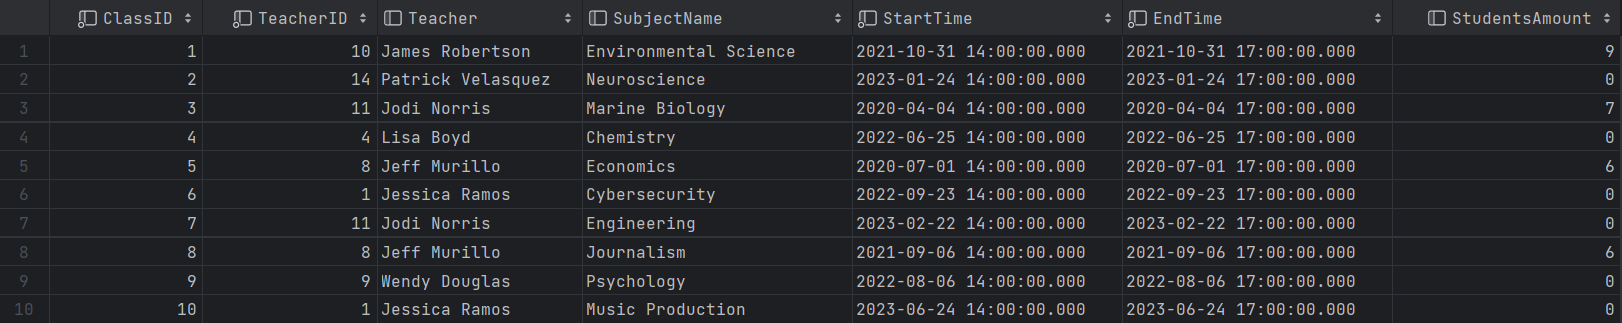 ClassID TeacherID Teacher SubjectName StartTime EndTime StudentsAmount
1 1 10 James Robertson Environmental Science 2021-10-31 14:00:00.000 2021-10-31 17:00:00.000 9
2 2 14 Patrick Velasquez Neuroscience 2023-01-24 14:00:00.000 2023-01-24 17:00:00.000 0
3 3 11 Jodi Norris Marine Biology 2020-04-04 14:00:00.000 2020-04-04 17:00:00.000 7
4 4 4 Lisa Boyd Chemistry 2022-06-25 14:00:00.000 2022-06-25 17:00:00.000 0
5 5 8 Jeff Murillo Economics 2020-07-01 14:00:00.000 2020-07-01 17:00:00.000 6
6 6 1 Jessica Ramos Cybersecurity 2022-09-23 14:00:00.000 2022-09-23 17:00:00.000 0
7 7 11 Jodi Norris Engineering 2023-02-22 14:00:00.000 2023-02-22 17:00:00.000 0
8 8 8 Jeff Murillo Journalism 2021-09-06 14:00:00.000 2021-09-06 17:00:00.000 6
9 9 9 Wendy Douglas Psychology 2022-08-06 14:00:00.000 2022-08-06 17:00:00.000 0
10 10 1 Jessica Ramos Music Production 2023-06-24 14:00:00.000 2023-06-24 17:00:00.000 0